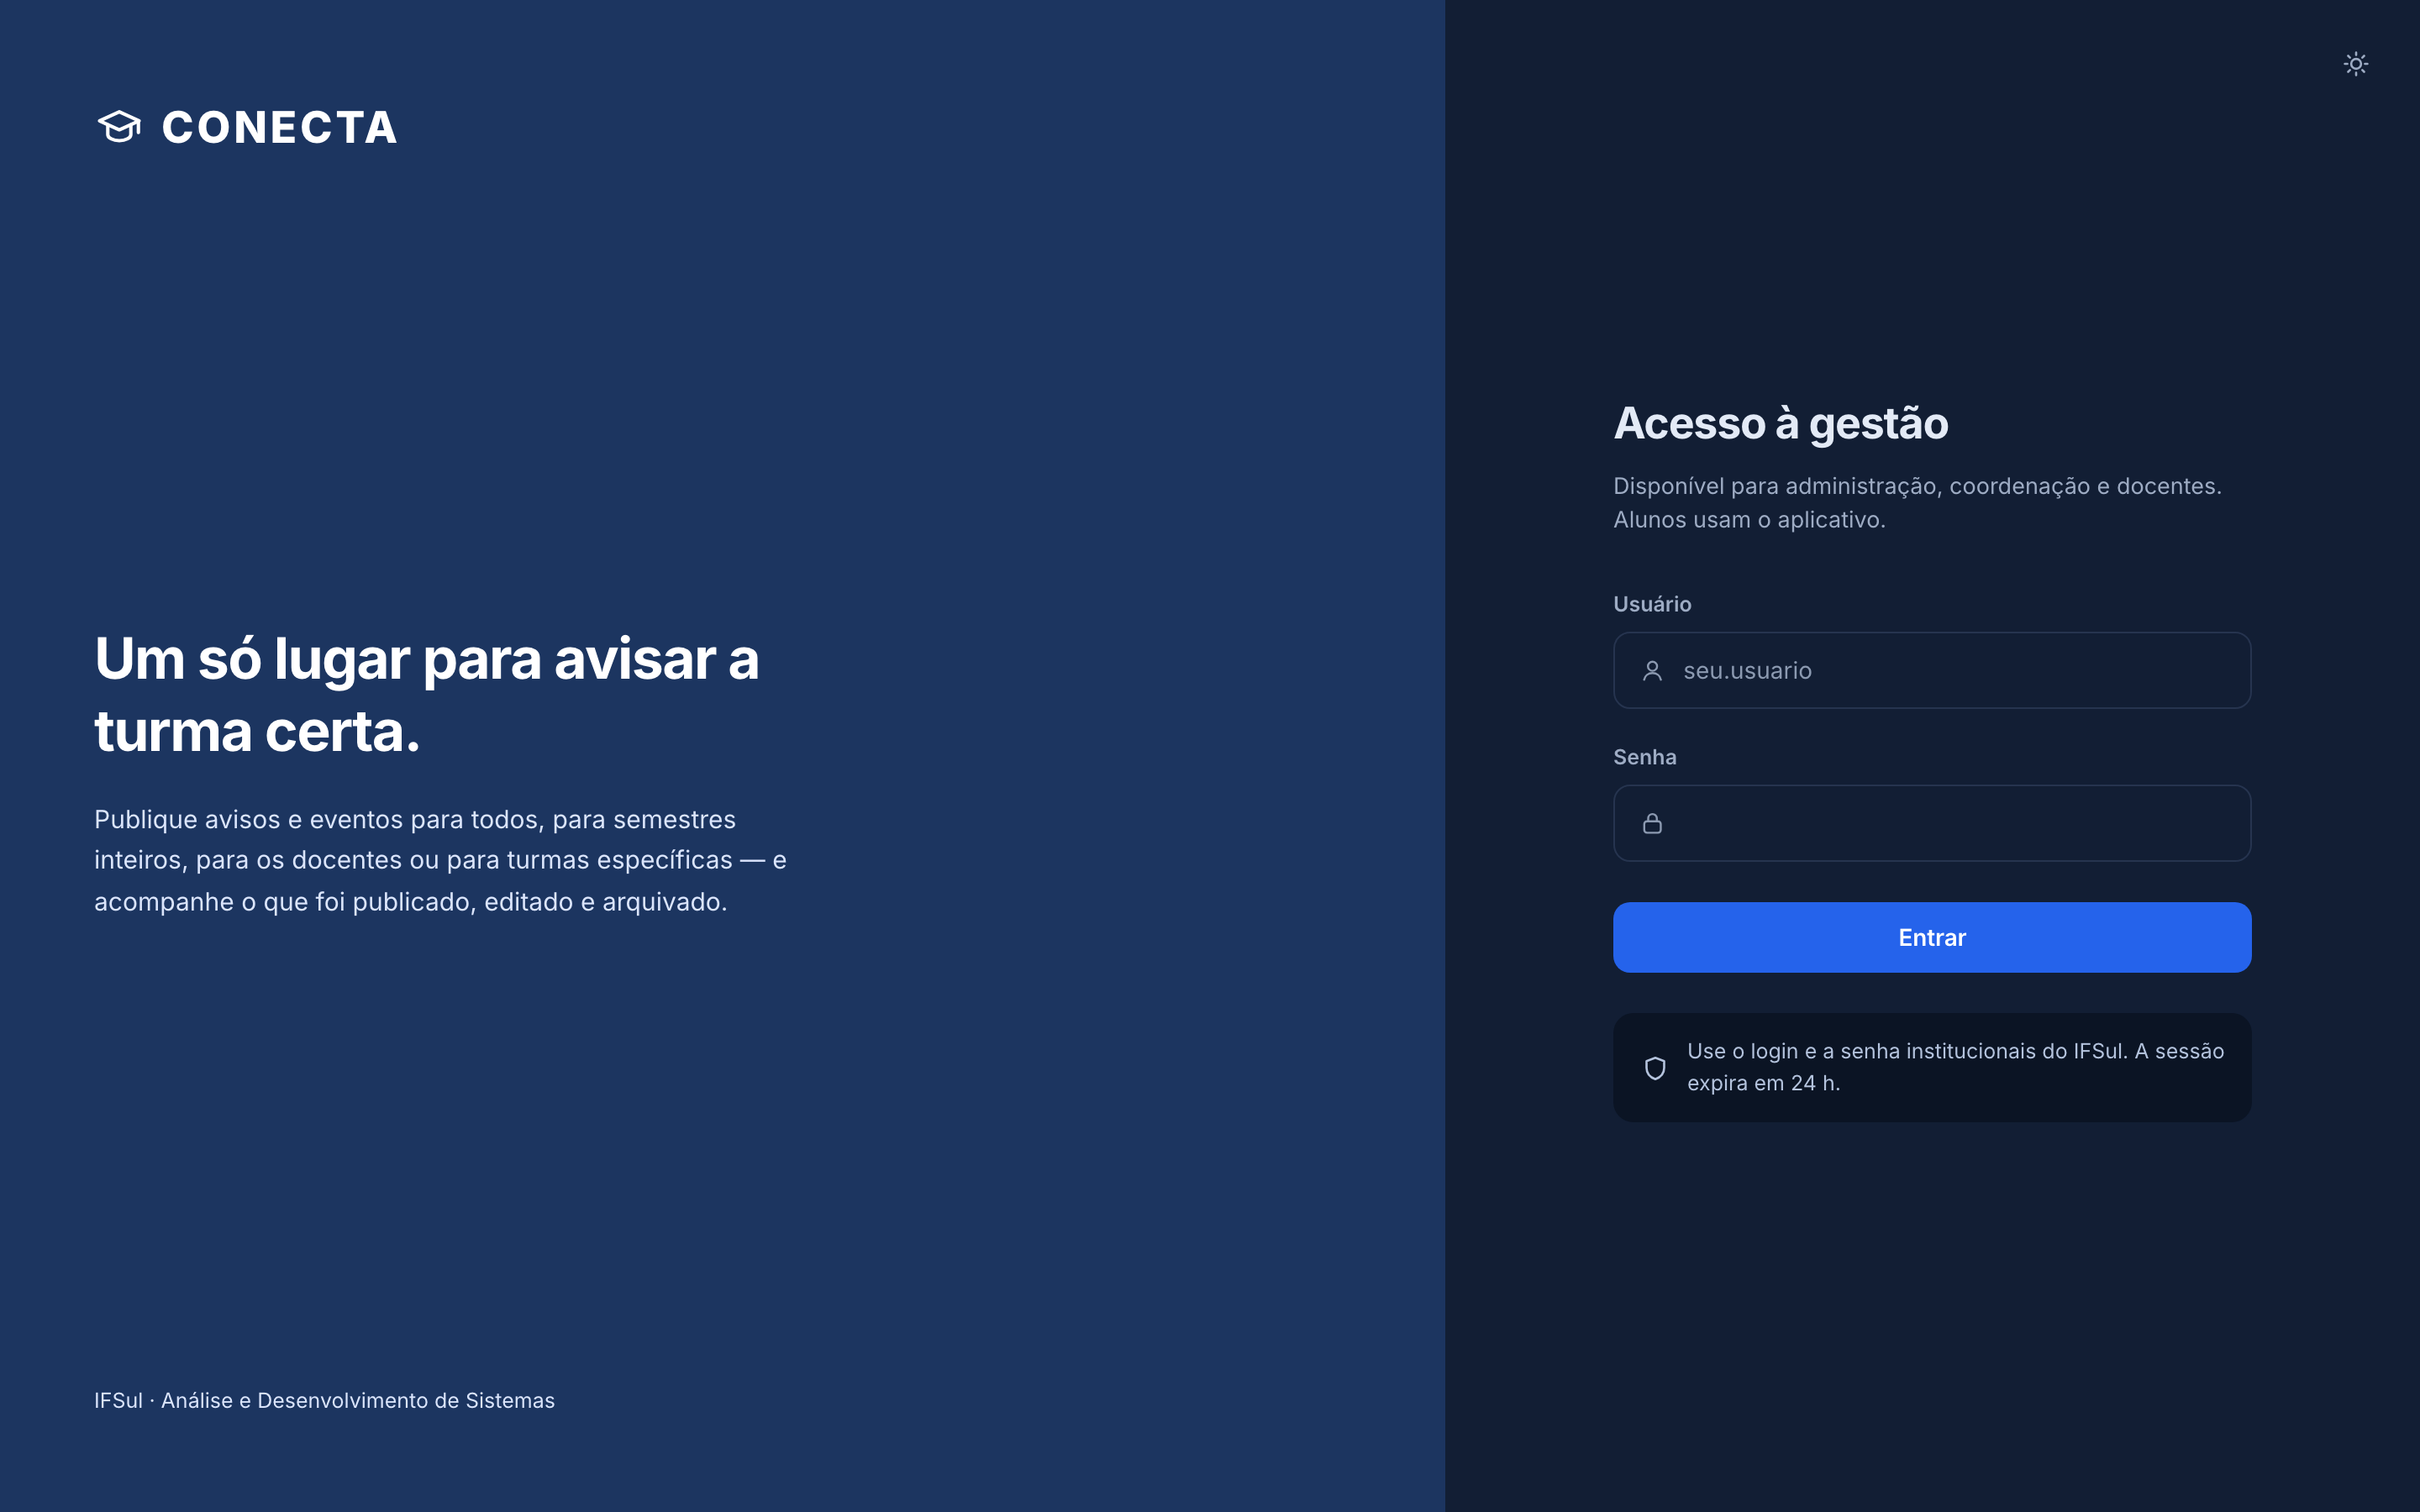 CONECTA
Um só lugar para avisar a
turma certa.
Publique avisos e eventos para todos, para semestres
inteiros, para os docentes ou para turmas específicas — e
acompanhe o que foi publicado, editado e arquivado.
IFSul · Análise e Desenvolvimento de Sistemas
Acesso à gestão
Disponível para administração, coordenação e docentes.
Alunos usam o aplicativo.
Usuário
seu.usuario
Senha
Entrar
Use o login e a senha institucionais do IFSul. A sessão
expira em 24 h.